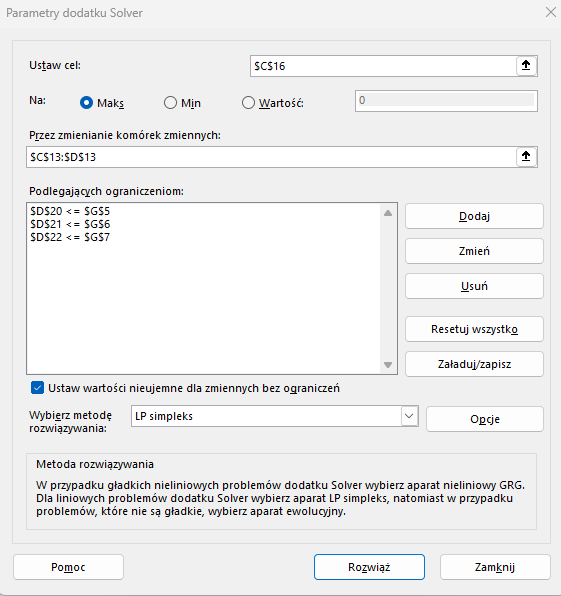 Parametry dodatku Solver
Ustaw cel:
$C$16
Na:
Maks
Min
Wartość:
0
Przez zmienianie komórek zmiennych:
$C$13:$D$13
Podlegających ograniczeniom:
$D$20 <= $G$5
$D$21 <= $G$6
$D$22 <= $G$7
Dodaj
Zmień
Usuń
Resetuj wszystko
Załaduj/zapisz
Ustaw wartości nieujemne dla zmiennych bez ograniczeń
Wybierz metodę
rozwiązywania:
LP simpleks
Opcje
Metoda rozwiązywania
W przypadku gładkich nieliniowych problemów dodatku Solver wybierz aparat nieliniowy GRG.
Dla liniowych problemów dodatku Solver wybierz aparat LP simpleks, natomiast w przypadku
problemów, które nie są gładkie, wybierz aparat ewolucyjny.
Pomoc
Rozwiąż
Zamknij